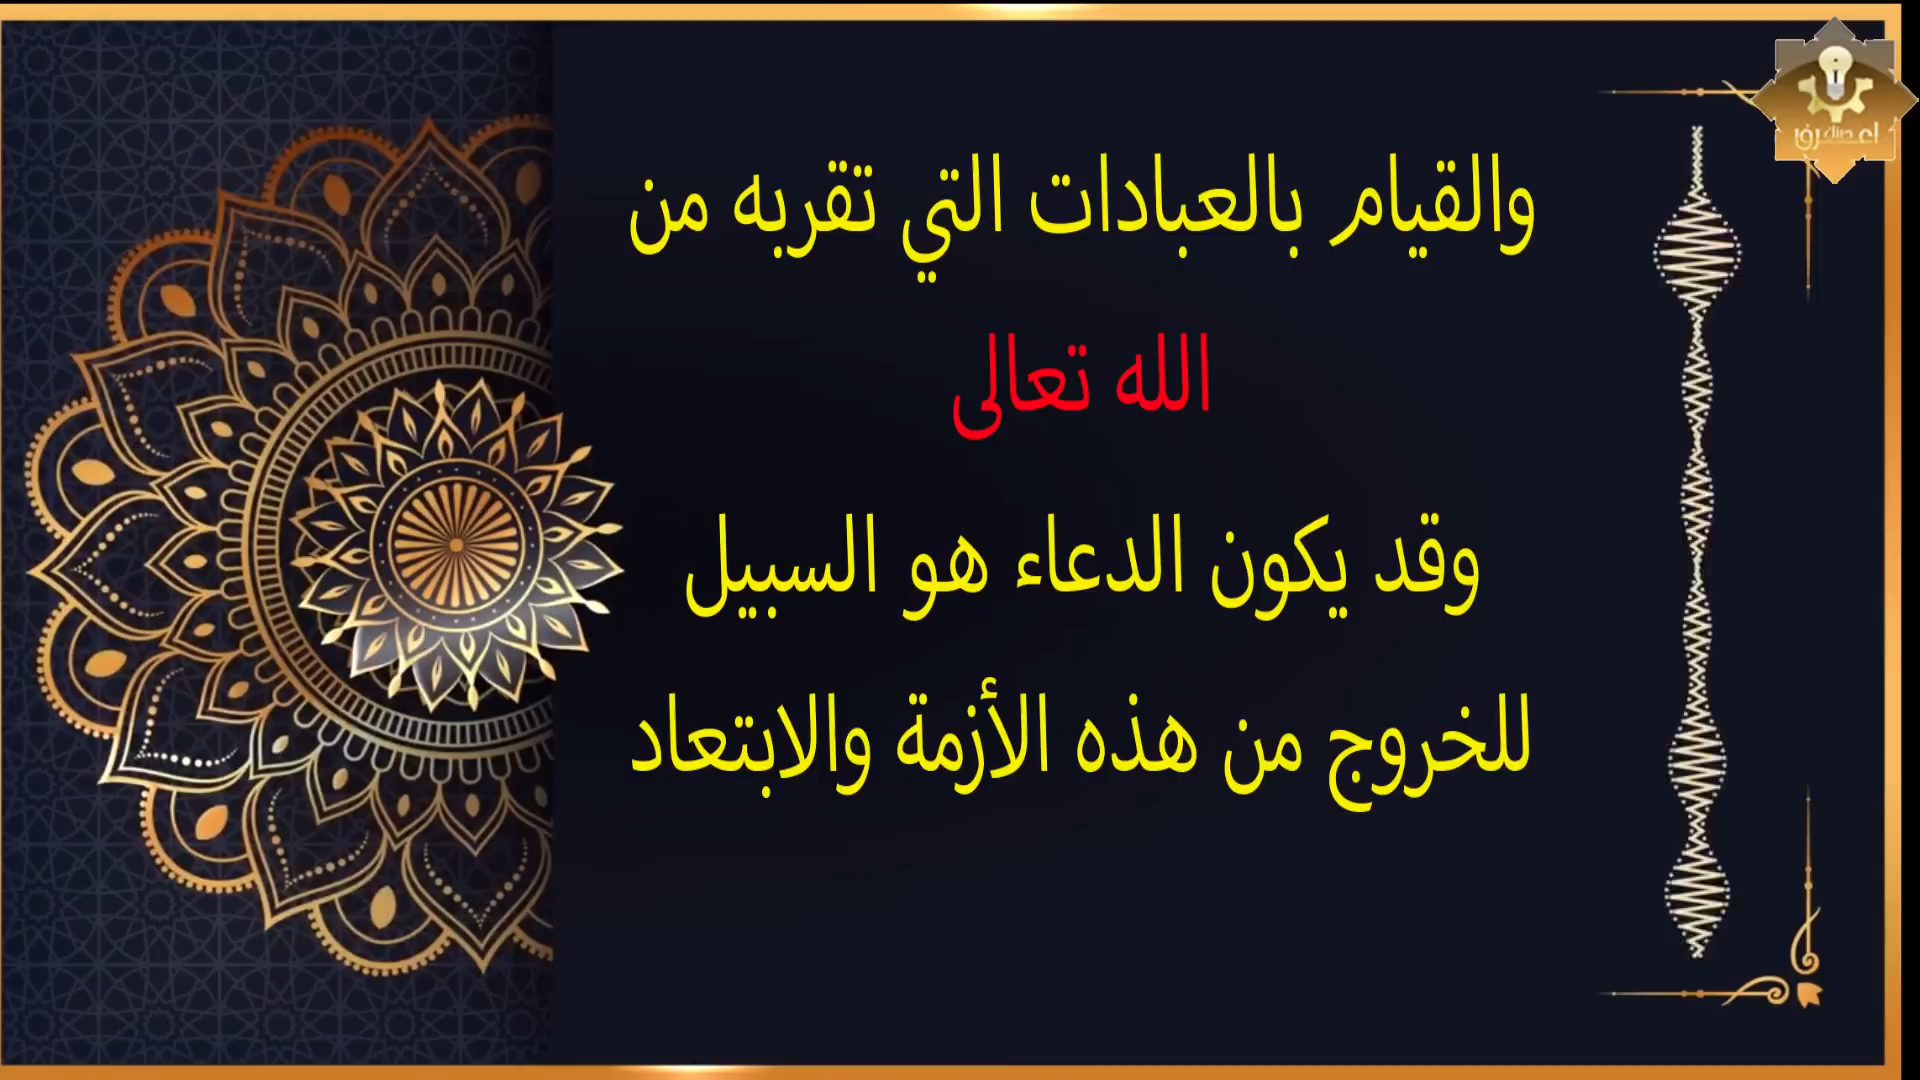 والقيام بالعبادات التي تقربه من
الله تعالى
وقد يكون الدعاء هو السبيل
للخروج من هذه الأزمة والابتعاد